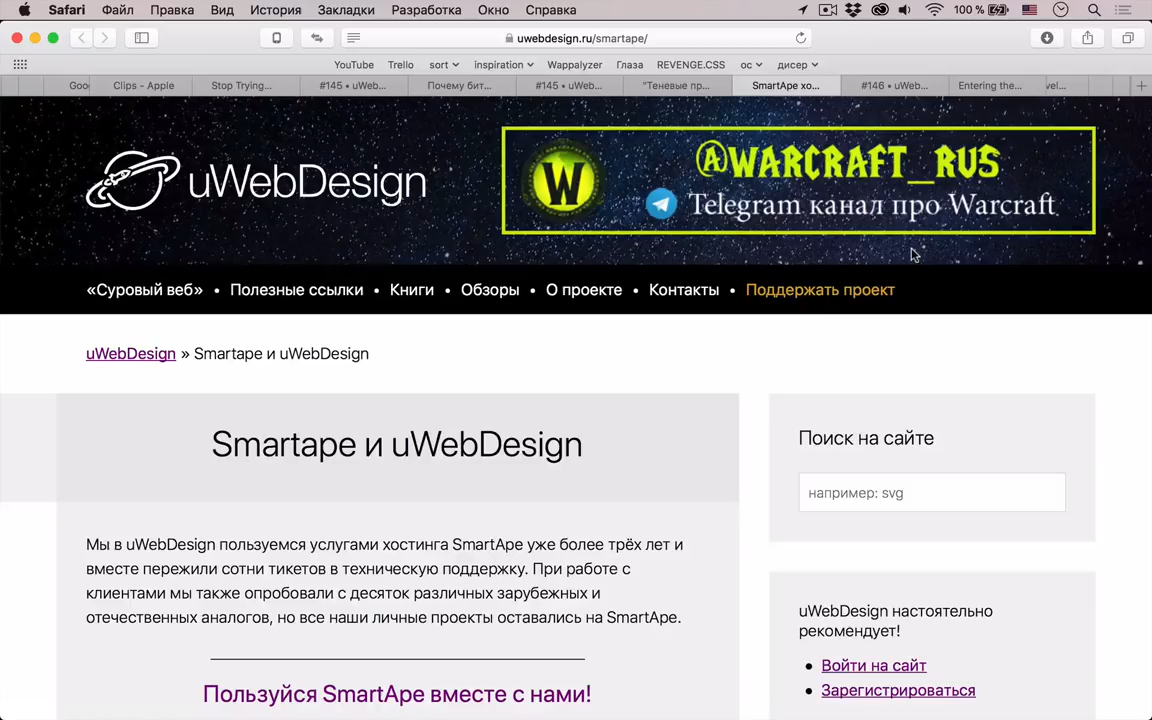 Safari Файл Правка Вид История Закладки Разработка Окно Справка 100 %
uwebdesign.ru/smartape/
YouTube Trello sort inspiration Wappalyzer Глаза REVENGE.CSS ос дисер
Goo Clips - Apple Stop Trying... #145 • uWeb... Почему бит... #145 • uWeb... "Теневые пр... SmartApe хо... #146 • uWeb... Entering the... vel...
uWebDesign
W
@WARCRAFT_RUS
Telegram канал про Warcraft
«Суровый веб» • Полезные ссылки • Книги • Обзоры • О проекте • Контакты • Поддержать проект
uWebDesign » Smartape и uWebDesign
Smartape и uWebDesign
Мы в uWebDesign пользуемся услугами хостинга SmartApe уже более трёх лет и
вместе пережили сотни тикетов в техническую поддержку. При работе с
клиентами мы также опробовали с десяток различных зарубежных и
отечественных аналогов, но все наши личные проекты оставались на SmartApe.
Пользуйся SmartApe вместе с нами!
Поиск на сайте
например: svg
uWebDesign настоятельно
рекомендует!
• Войти на сайт
• Зарегистрироваться